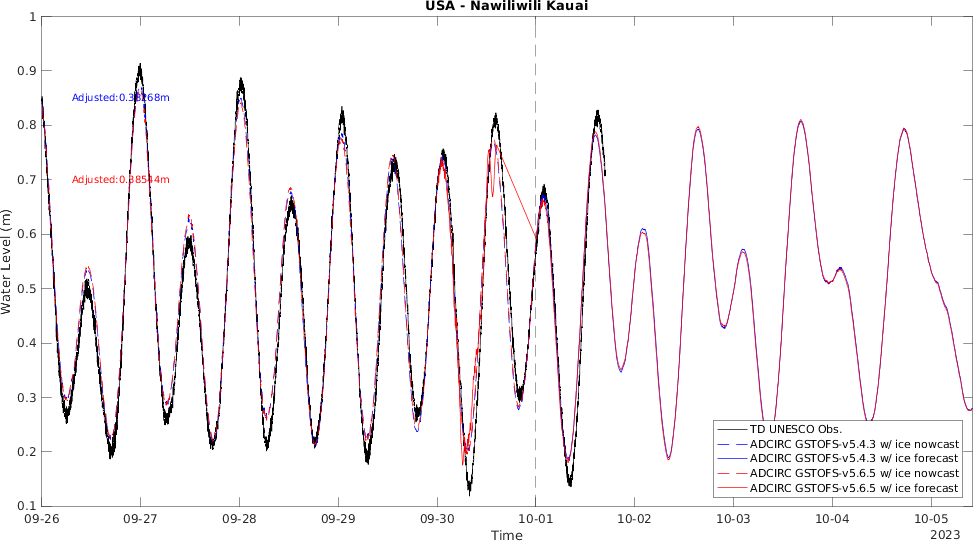 USA - Nawiliwili Kauai
1
0.9
0.8
0.7
0.6
0.5
0.4
0.3
0.2
0.1
Water Level (m)
Adjusted:0.38268m
Adjusted:0.38544m
TD UNESCO Obs.
ADCIRC GSTOFS-v5.4.3 w/ ice nowcast
ADCIRC GSTOFS-v5.4.3 w/ ice forecast
ADCIRC GSTOFS-v5.6.5 w/ ice nowcast
ADCIRC GSTOFS-v5.6.5 w/ ice forecast
09-26 09-27 09-28 09-29 09-30 10-01 10-02 10-03 10-04 10-05
Time
2023